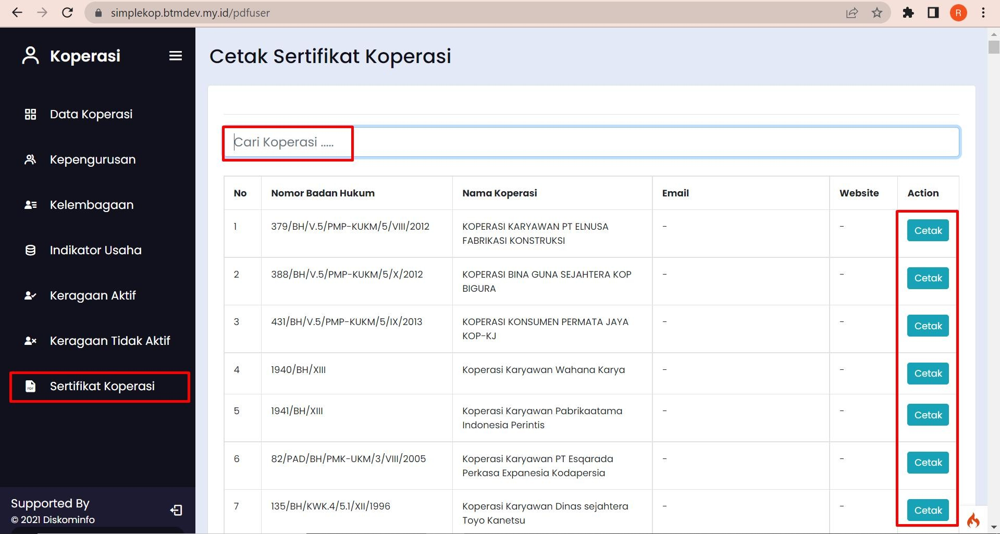 simplekop.btmdev.my.id/pdfuser
R
Koperasi
Data Koperasi
Kepengurusan
Kelembagaan
Indikator Usaha
Keragaan Aktif
Keragaan Tidak Aktif
PDF
Sertifikat Koperasi
Supported By
© 2021 Diskominfo
Cetak Sertifikat Koperasi
Cari Koperasi .....
No Nomor Badan Hukum Nama Koperasi Email Website Action
1 379/BH/V.5/PMP-KUKM/5/VIII/2012 KOPERASI KARYAWAN PT ELNUSA - - Cetak
FABRIKASI KONSTRUKSI
2 388/BH/V.5/PMP-KUKM/5/X/2012 KOPERASI BINA GUNA SEJAHTERA KOP - - Cetak
BIGURA
3 431/BH/V.5/PMP-KUKM/5/IX/2013 KOPERASI KONSUMEN PERMATA JAYA - - Cetak
KOP-KJ
4 1940/BH/XIII Koperasi Karyawan Wahana Karya - - Cetak
5 1941/BH/XIII Koperasi Karyawan Pabrikaatama - - Cetak
Indonesia Perintis
6 82/PAD/BH/PMK-UKM/3/VIII/2005 Koperasi Karyawan PT Esqarada - - Cetak
Perkasa Expanesia Kodapersia
7 135/BH/KWK.4/5.1/XII/1996 Koperasi Karyawan Dinas sejahtera - - Cetak
Toyo Kanetsu